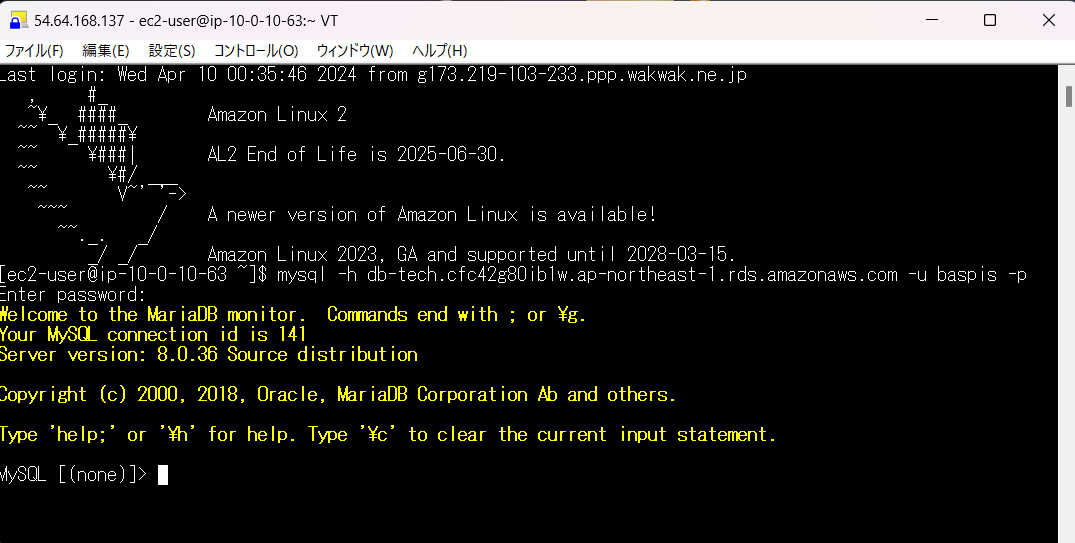 54.64.168.137 - ec2-user@ip-10-0-10-63:~ VT
ファイル(F) 編集(E) 設定(S) コントロール(O) ウィンドウ(W) ヘルプ(H)
Last login: Wed Apr 10 00:35:46 2024 from g173.219-103-233.ppp.wakwak.ne.jp
   ,     #_
   ~¥_  ####_        Amazon Linux 2
  ~~  ¥_#####¥
  ~~     ¥###|       AL2 End of Life is 2025-06-30.
  ~~       ¥#/ ___
   ~~       V~' '->
    ~~~         /    A newer version of Amazon Linux is available!
      ~~._.   _/
         _/ _/       Amazon Linux 2023, GA and supported until 2028-03-15.
[ec2-user@ip-10-0-10-63 ~]$ mysql -h db-tech.cfc42g80ib1w.ap-northeast-1.rds.amazonaws.com -u baspis -p
Enter password:
Welcome to the MariaDB monitor.  Commands end with ; or ¥g.
Your MySQL connection id is 141
Server version: 8.0.36 Source distribution
Copyright (c) 2000, 2018, Oracle, MariaDB Corporation Ab and others.
Type 'help;' or '¥h' for help. Type '¥c' to clear the current input statement.
MySQL [(none)]>